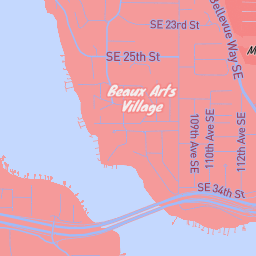 SE 23rd St
Bellevue Way SE
SE 25th St
Beaux Arts
Village
109th Ave SE
110th Ave SE
112th Ave SE
SE 34th St